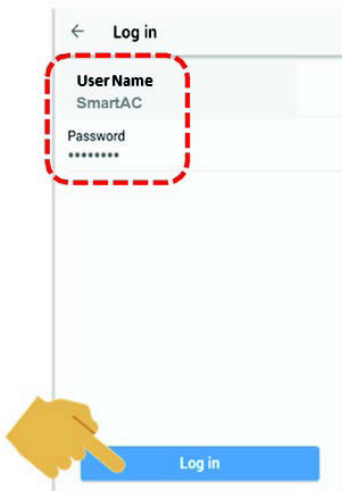 ← Log in
User Name
SmartAC
Password
********
Log in